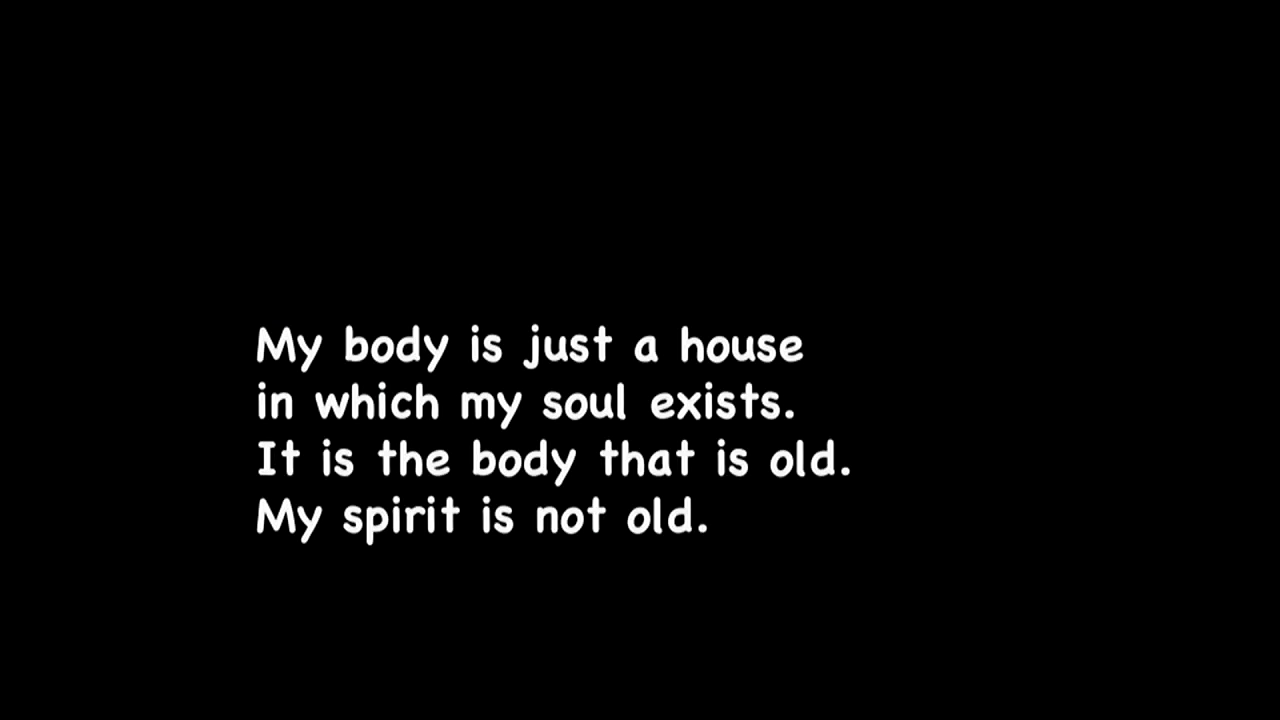 My body is just a house
in which my soul exists.
It is the body that is old.
My spirit is not old.